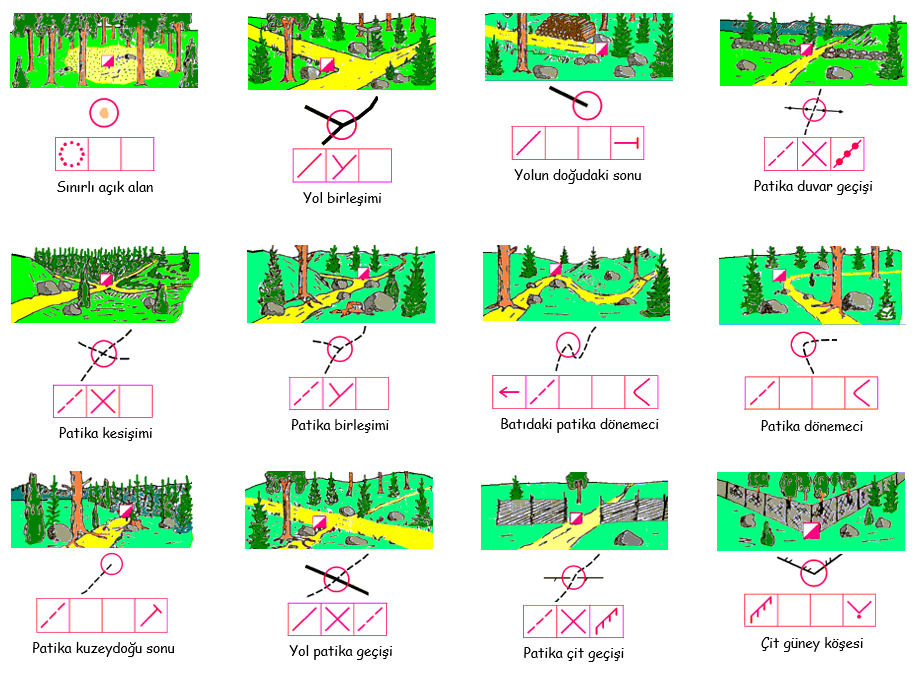 Sınırlı açık alan
Yol birleşimi
Yolun doğudaki sonu
Patika duvar geçişi
Patika kesişimi
Patika birleşimi
Batıdaki patika dönemeci
Patika dönemeci
Patika kuzeydoğu sonu
Yol patika geçişi
Patika çit geçişi
Çit güney köşesi